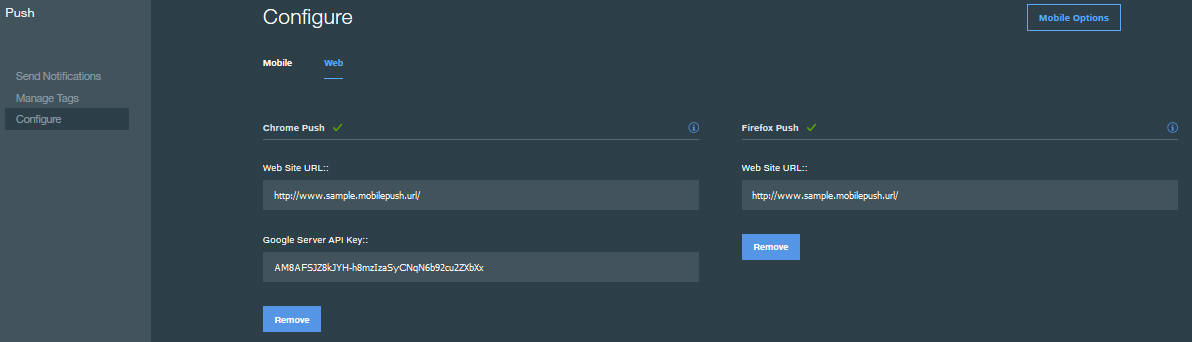 Push
Send Notifications
Manage Tags
Configure
Configure
Mobile Options
Mobile
Web
Chrome Push
Web Site URL::
http://www.sample.mobilepush.url/
Google Server API Key::
AM8AFSJZ8kJYH-h8mzIzaSyCNqN6b92cu2ZXbXx
Remove
Firefox Push
Web Site URL::
http://www.sample.mobilepush.url/
Remove